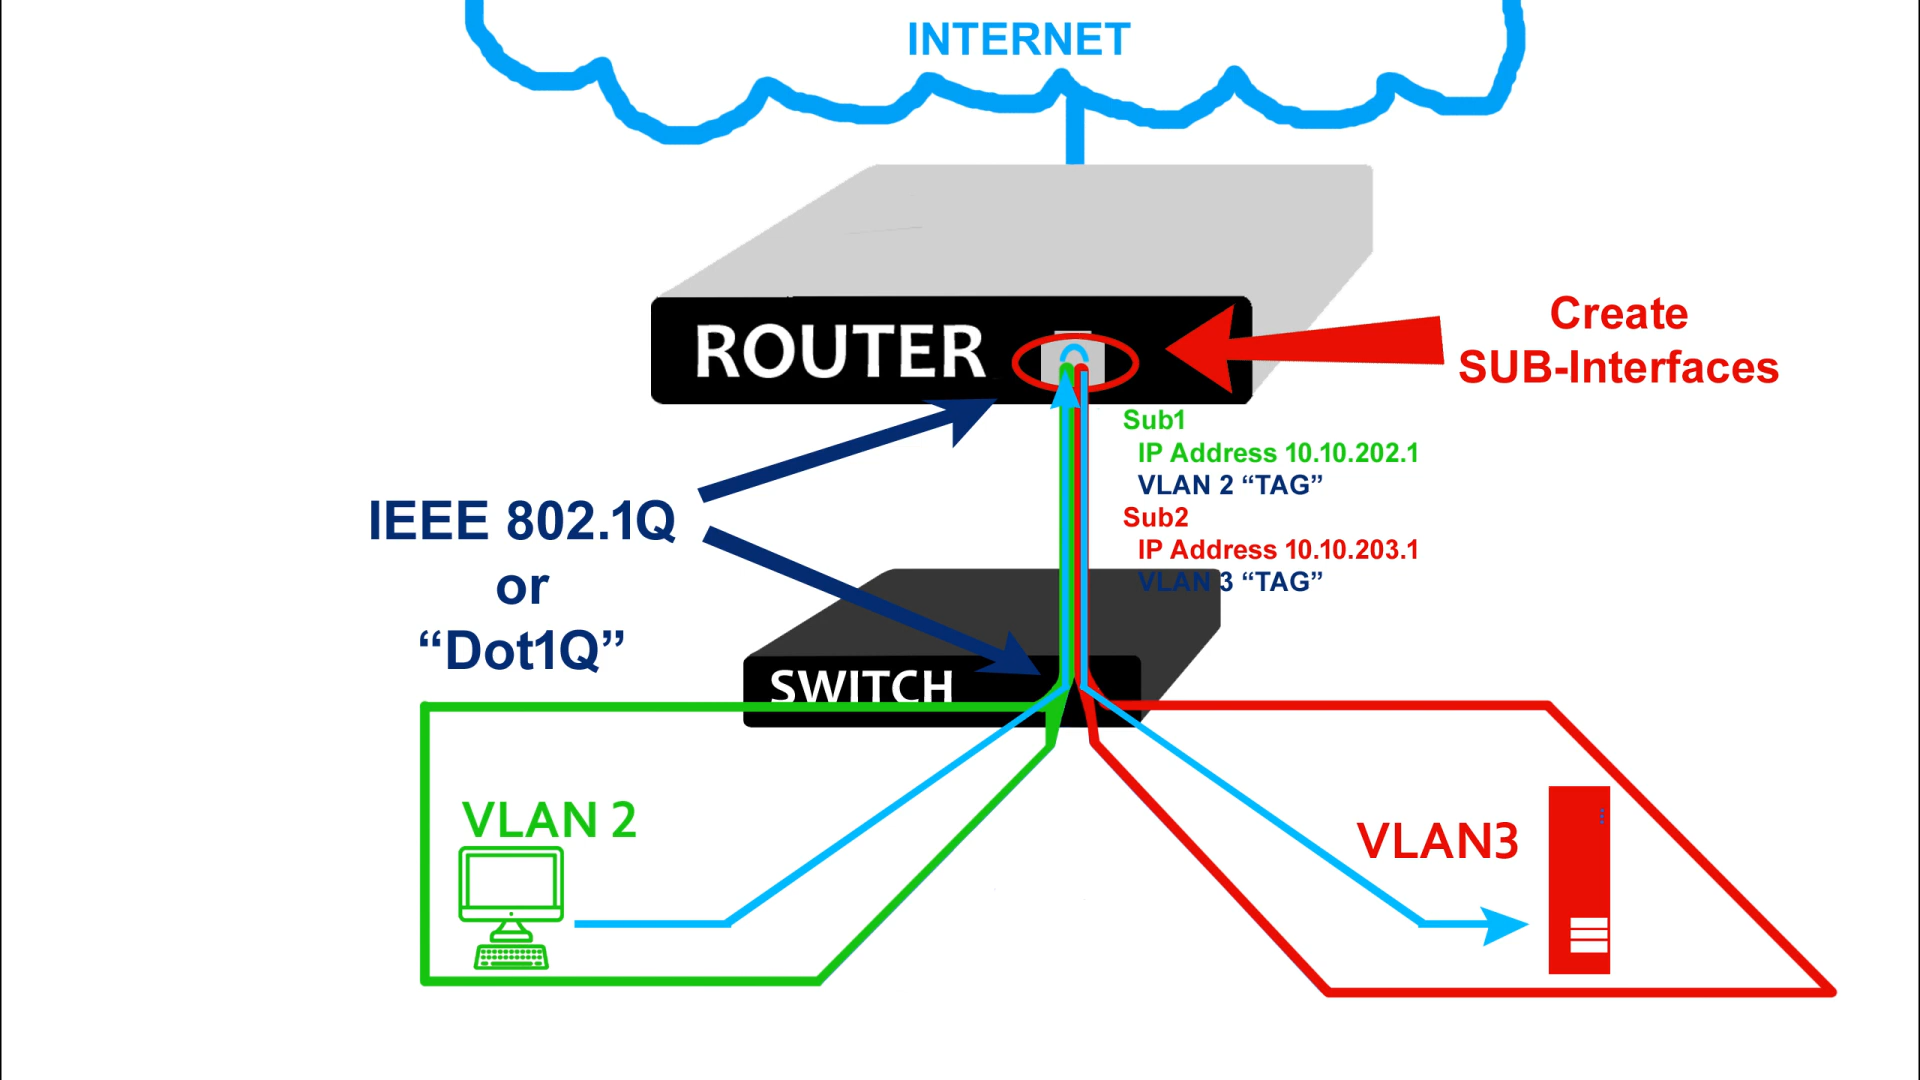 INTERNET
ROUTER
Create
SUB-Interfaces
Sub1
IP Address 10.10.202.1
VLAN 2 “TAG”
Sub2
IP Address 10.10.203.1
VLAN 3 “TAG”
IEEE 802.1Q
or
“Dot1Q”
SWITCH
VLAN 2
VLAN3